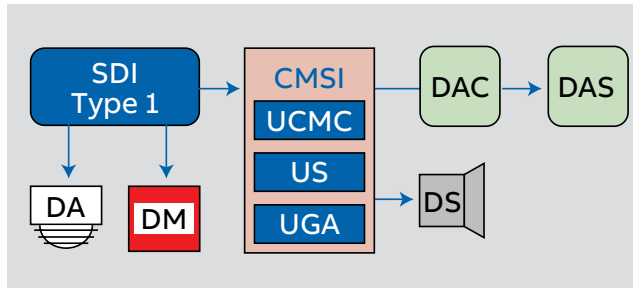 SDI
Type 1
CMSI
UCMC
US
UGA
DAC
DAS
DA
DM
DS